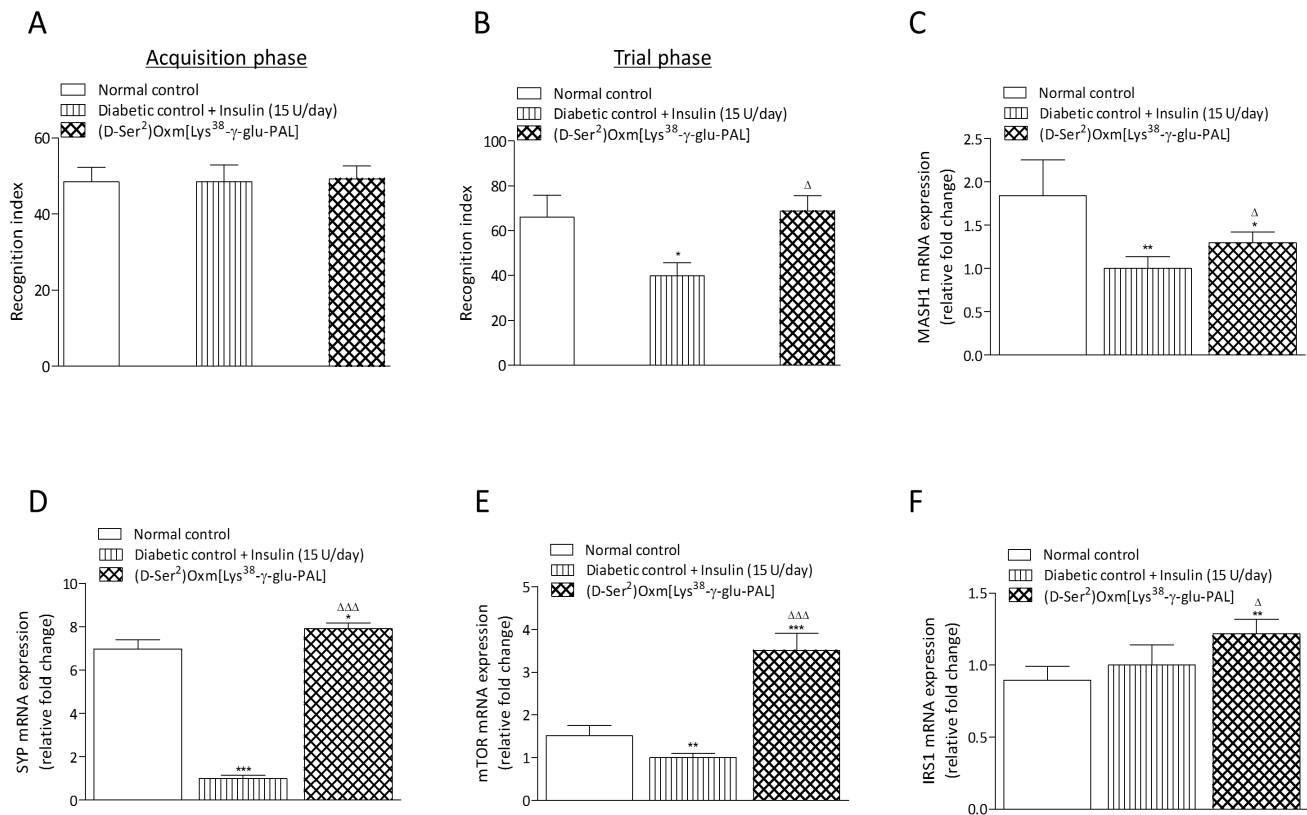 A
Acquisition phase
Normal control
Diabetic control + Insulin (15 U/day)
(D-Ser²)Oxm[Lys³⁸-γ-glu-PAL]
Recognition index
60
40
20
0
B
Trial phase
Normal control
Diabetic control + Insulin (15 U/day)
(D-Ser²)Oxm[Lys³⁸-γ-glu-PAL]
Recognition index
100
80
60
40
20
0
*
Δ
C
Normal control
Diabetic control + Insulin (15 U/day)
(D-Ser²)Oxm[Lys³⁸-γ-glu-PAL]
MASH1 mRNA expression
(relative fold change)
2.5
2.0
1.5
1.0
0.5
0.0
**
Δ
*
D
Normal control
Diabetic control + Insulin (15 U/day)
(D-Ser²)Oxm[Lys³⁸-γ-glu-PAL]
SYP mRNA expression
(relative fold change)
10
8
6
4
2
0
***
ΔΔΔ
*
E
Normal control
Diabetic control + Insulin (15 U/day)
(D-Ser²)Oxm[Lys³⁸-γ-glu-PAL]
mTOR mRNA expression
(relative fold change)
5
4
3
2
1
0
**
ΔΔΔ
***
F
Normal control
Diabetic control + Insulin (15 U/day)
(D-Ser²)Oxm[Lys³⁸-γ-glu-PAL]
IRS1 mRNA expression
(relative fold change)
1.5
1.0
0.5
0.0
Δ
**